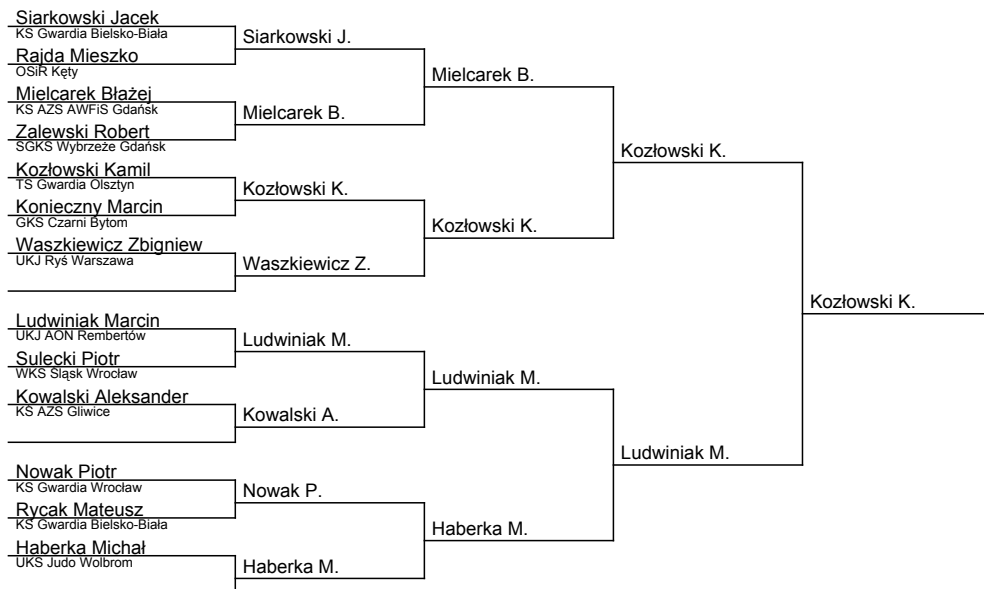 Siarkowski Jacek
KS Gwardia Bielsko-Biała
Siarkowski J.
Rajda Mieszko
OSiR Kęty
Mielcarek B.
Mielcarek Błażej
KS AZS AWFiS Gdańsk
Mielcarek B.
Zalewski Robert
SGKS Wybrzeże Gdańsk
Kozłowski K.
Kozłowski Kamil
TS Gwardia Olsztyn
Kozłowski K.
Konieczny Marcin
GKS Czarni Bytom
Kozłowski K.
Waszkiewicz Zbigniew
UKJ Ryś Warszawa
Waszkiewicz Z.
Kozłowski K.
Ludwiniak Marcin
UKJ AON Rembertów
Ludwiniak M.
Sulecki Piotr
WKS Śląsk Wrocław
Ludwiniak M.
Kowalski Aleksander
KS AZS Gliwice
Kowalski A.
Ludwiniak M.
Nowak Piotr
KS Gwardia Wrocław
Nowak P.
Rycak Mateusz
KS Gwardia Bielsko-Biała
Haberka M.
Haberka Michał
UKS Judo Wolbrom
Haberka M.